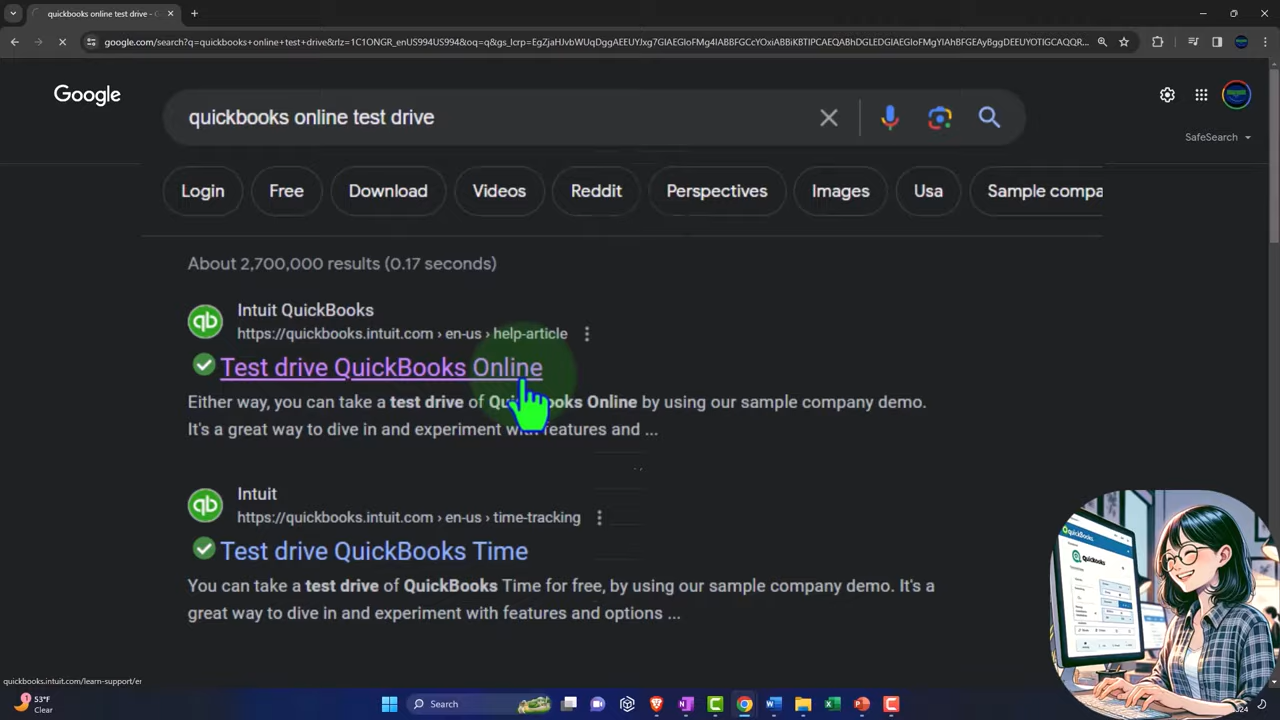 quickbooks online test drive - G
google.com/search?q=quickbooks+online+test+drive&rlz=1C1ONGR_enUS994US994&oq=q&gs_lcrp=
Google
quickbooks online test drive
SafeSearch
Login
Free
Download
Videos
Reddit
Perspectives
Images
Usa
Sample compa
About 2,700,000 results (0.17 seconds)
Intuit QuickBooks
https://quickbooks.intuit.com › en-us › help-article
Test drive QuickBooks Online
Either way, you can take a test drive of QuickBooks Online by using our sample company demo.
It's a great way to dive in and experiment with features and ...
Intuit
https://quickbooks.intuit.com › en-us › time-tracking
Test drive QuickBooks Time
You can take a test drive of QuickBooks Time for free, by using our sample company demo. It's a
great way to dive in and experiment with features and options ...
quickbooks
quickbooks.intuit.com/learn-support/er
53°F
Clear
Search